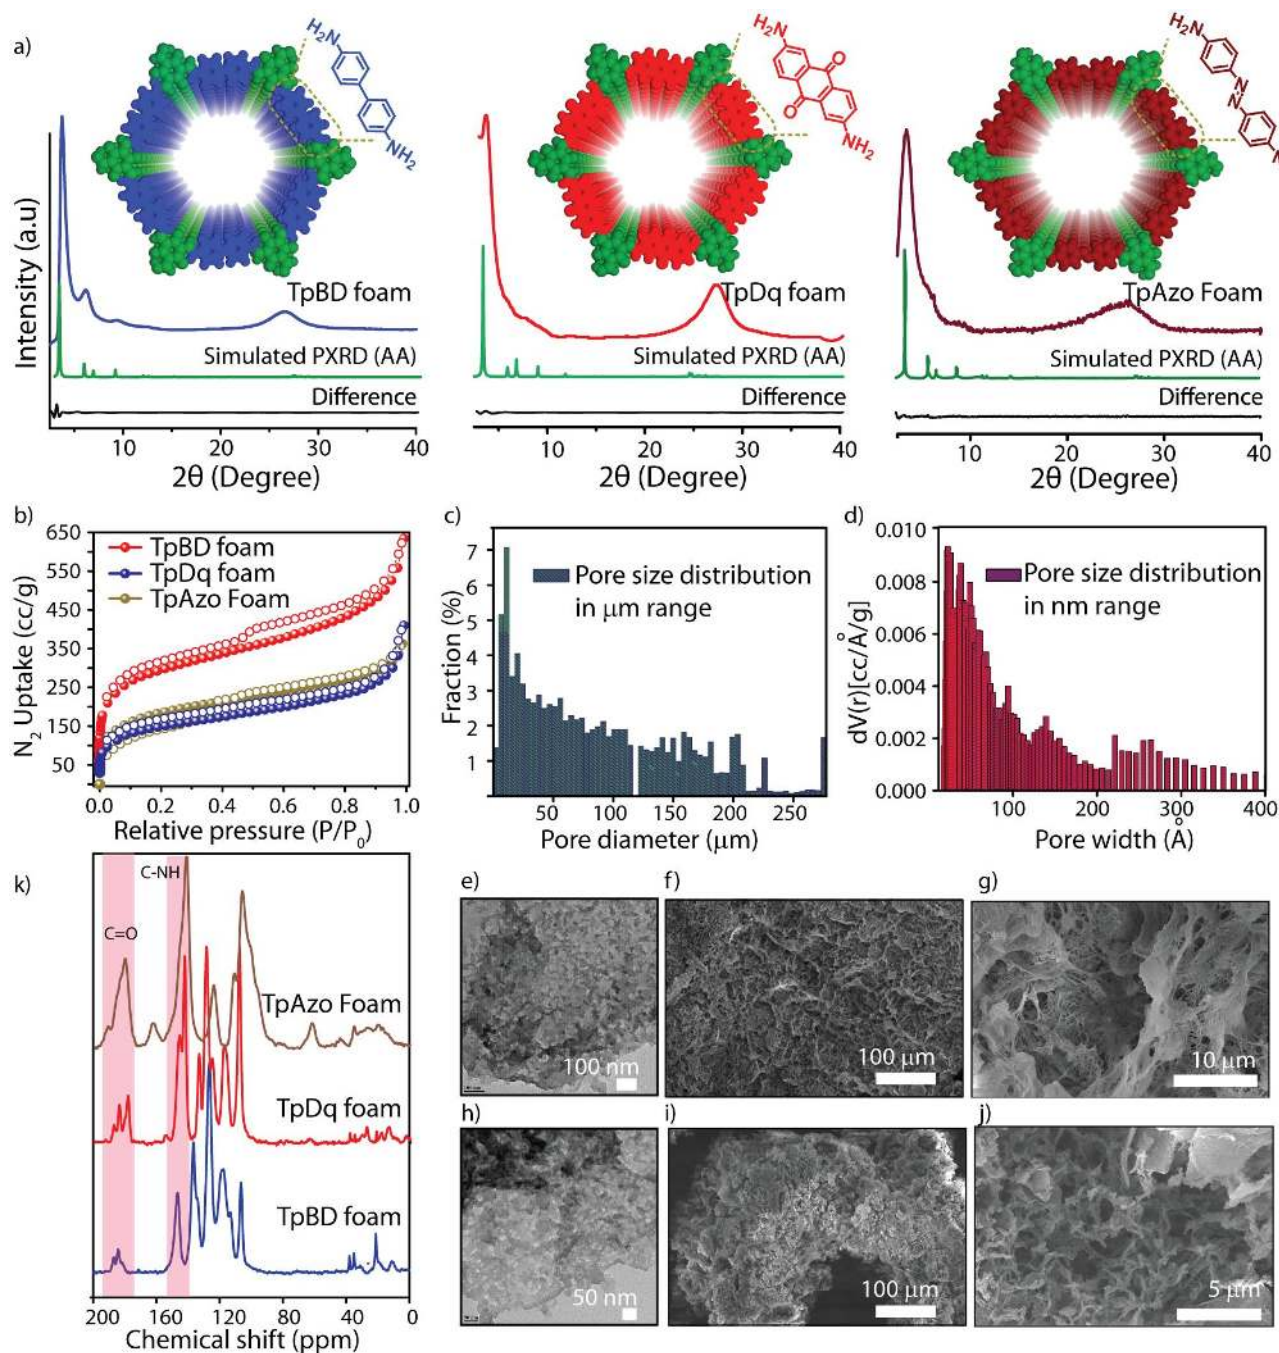 a)
H₂N
NH₂
H₂N
O
O
NH₂
H₂N
N
N
N
Intensity (a.u)
TpBD foam
Simulated PXRD (AA)
Difference
10 20 30 40
2θ (Degree)
TpDq foam
Simulated PXRD (AA)
Difference
10 20 30 40
2θ (Degree)
TpAzo Foam
Simulated PXRD (AA)
Difference
10 20 30 40
2θ (Degree)
b)
N₂ Uptake (cc/g)
650
550
450
350
250
150
50
TpBD foam
TpDq foam
TpAzo Foam
0.0 0.2 0.4 0.6 0.8 1.0
Relative pressure (P/P₀)
c)
Fraction (%)
7
6
5
4
3
2
1
Pore size distribution
in μm range
50 100 150 200 250
Pore diameter (μm)
d)
dV(r)[cc/Å/g]
0.010
0.008
0.006
0.004
0.002
0.000
Pore size distribution
in nm range
100 200 300 400
Pore width (Å)
k)
C=O
C-NH
TpAzo Foam
TpDq foam
TpBD foam
200 160 120 80 40 0
Chemical shift (ppm)
e)
100 nm
f)
100 μm
g)
10 μm
h)
50 nm
i)
100 μm
j)
5 μm